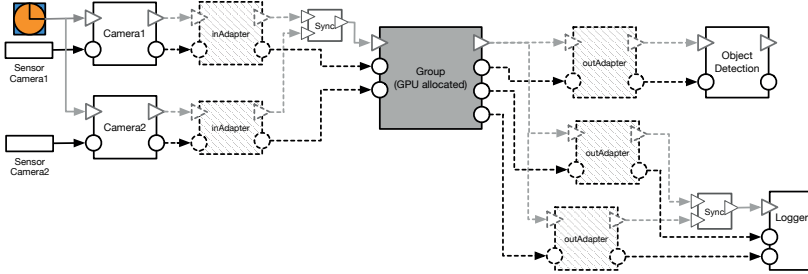 Camera1
inAdapter
Sync
Sensor
Camera1
Group
(GPU allocated)
outAdapter
Object
Detection
Camera2
inAdapter
Sensor
Camera2
outAdapter
Sync
Logger
outAdapter